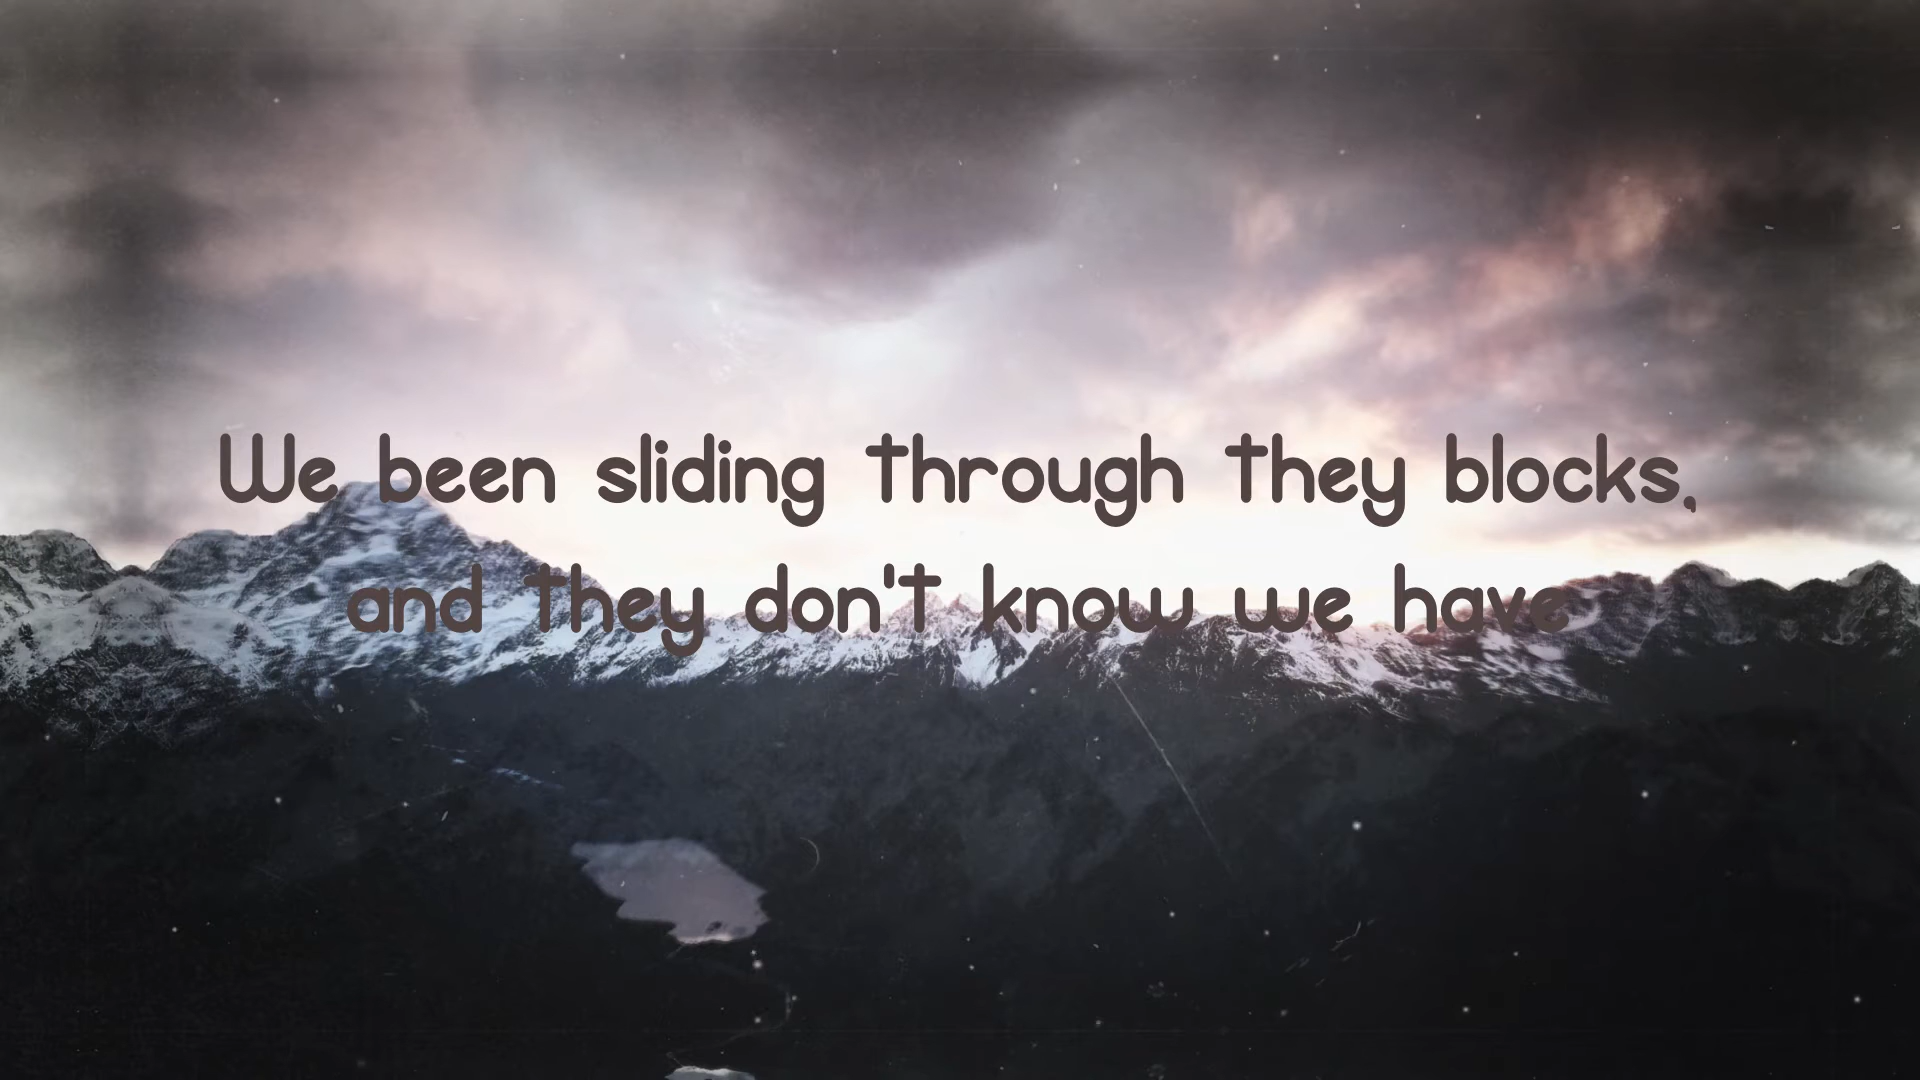 We been sliding through they blocks,
and they don't know we have